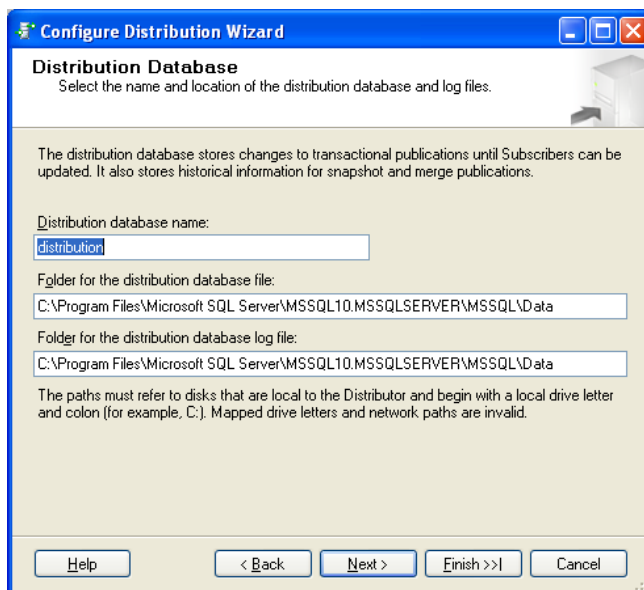 Configure Distribution Wizard
Distribution Database
Select the name and location of the distribution database and log files.
The distribution database stores changes to transactional publications until Subscribers can be
updated. It also stores historical information for snapshot and merge publications.
Distribution database name:
distribution
Folder for the distribution database file:
C:\Program Files\Microsoft SQL Server\MSSQL10.MSSQLSERVER\MSSQL\Data
Folder for the distribution database log file:
C:\Program Files\Microsoft SQL Server\MSSQL10.MSSQLSERVER\MSSQL\Data
The paths must refer to disks that are local to the Distributor and begin with a local drive letter
and colon (for example, C:). Mapped drive letters and network paths are invalid.
Help < Back Next > Finish >>| Cancel